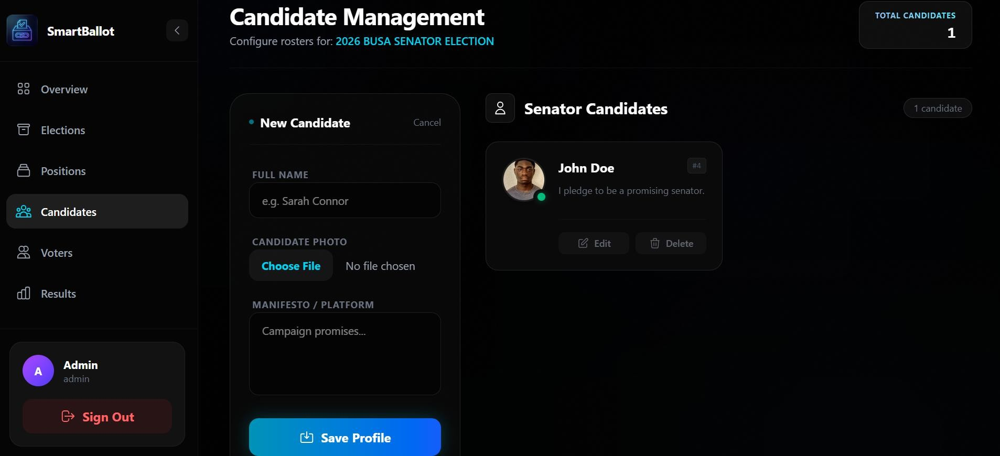 SmartBallot
Overview
Elections
Positions
Candidates
Voters
Results
A
Admin
admin
Sign Out
Candidate Management
Configure rosters for: 2026 BUSA SENATOR ELECTION
TOTAL CANDIDATES
1
New Candidate
Cancel
FULL NAME
e.g. Sarah Connor
CANDIDATE PHOTO
Choose File No file chosen
MANIFESTO / PLATFORM
Campaign promises...
Save Profile
Senator Candidates
1 candidate
John Doe
#4
I pledge to be a promising senator.
Edit
Delete